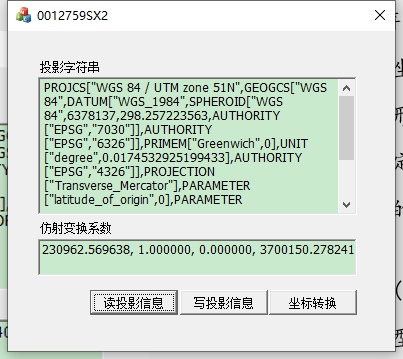 0012759SX2
投影字符串
PROJCS["WGS 84 / UTM zone 51N",GEOGCS["WGS
84",DATUM["WGS_1984",SPHEROID["WGS
84",6378137,298.257223563,AUTHORITY
["EPSG","7030"]],AUTHORITY
["EPSG","6326"]],PRIMEM["Greenwich",0],UNIT
["degree",0.0174532925199433],AUTHORITY
["EPSG","4326"]],PROJECTION
["Transverse_Mercator"],PARAMETER
["latitude_of_origin",0],PARAMETER
仿射变换系数
230962.569638, 1.000000, 0.000000, 3700150.278241
读投影信息 写投影信息 坐标转换